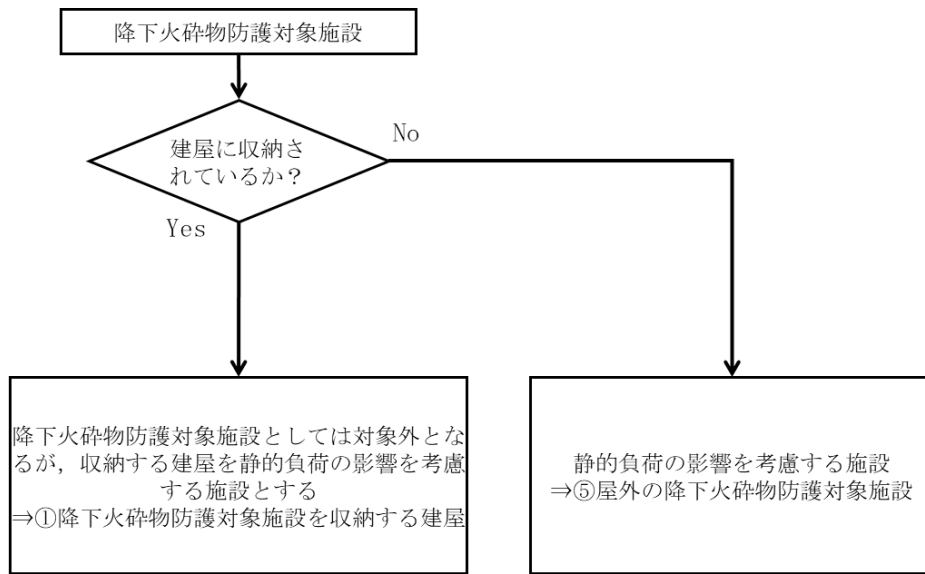 降下火砕物防護対象施設
建屋に収納さ
れているか？
No
Yes
降下火砕物防護対象施設としては対象外とな
るが，収納する建屋を静的負荷の影響を考慮
する施設とする
⇒①降下火砕物防護対象施設を収納する建屋
静的負荷の影響を考慮する施設
⇒⑤屋外の降下火砕物防護対象施設